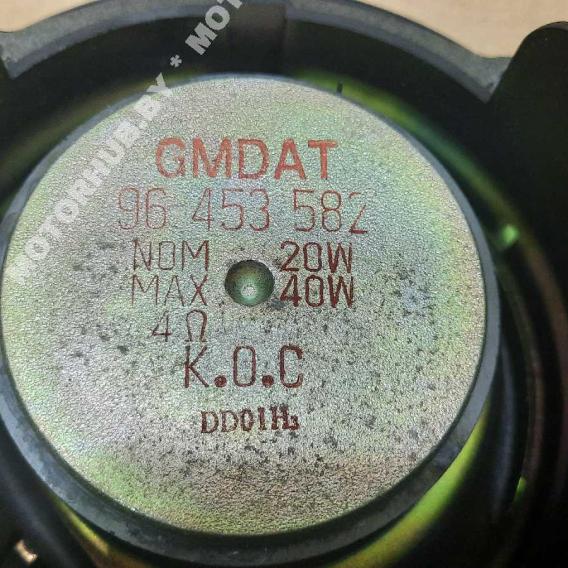 MOTORHUB.BY * MOT
GMDAT
96 453 582
NOM 20W
MAX 40W
4Ω
K.O.C
DD01H₃